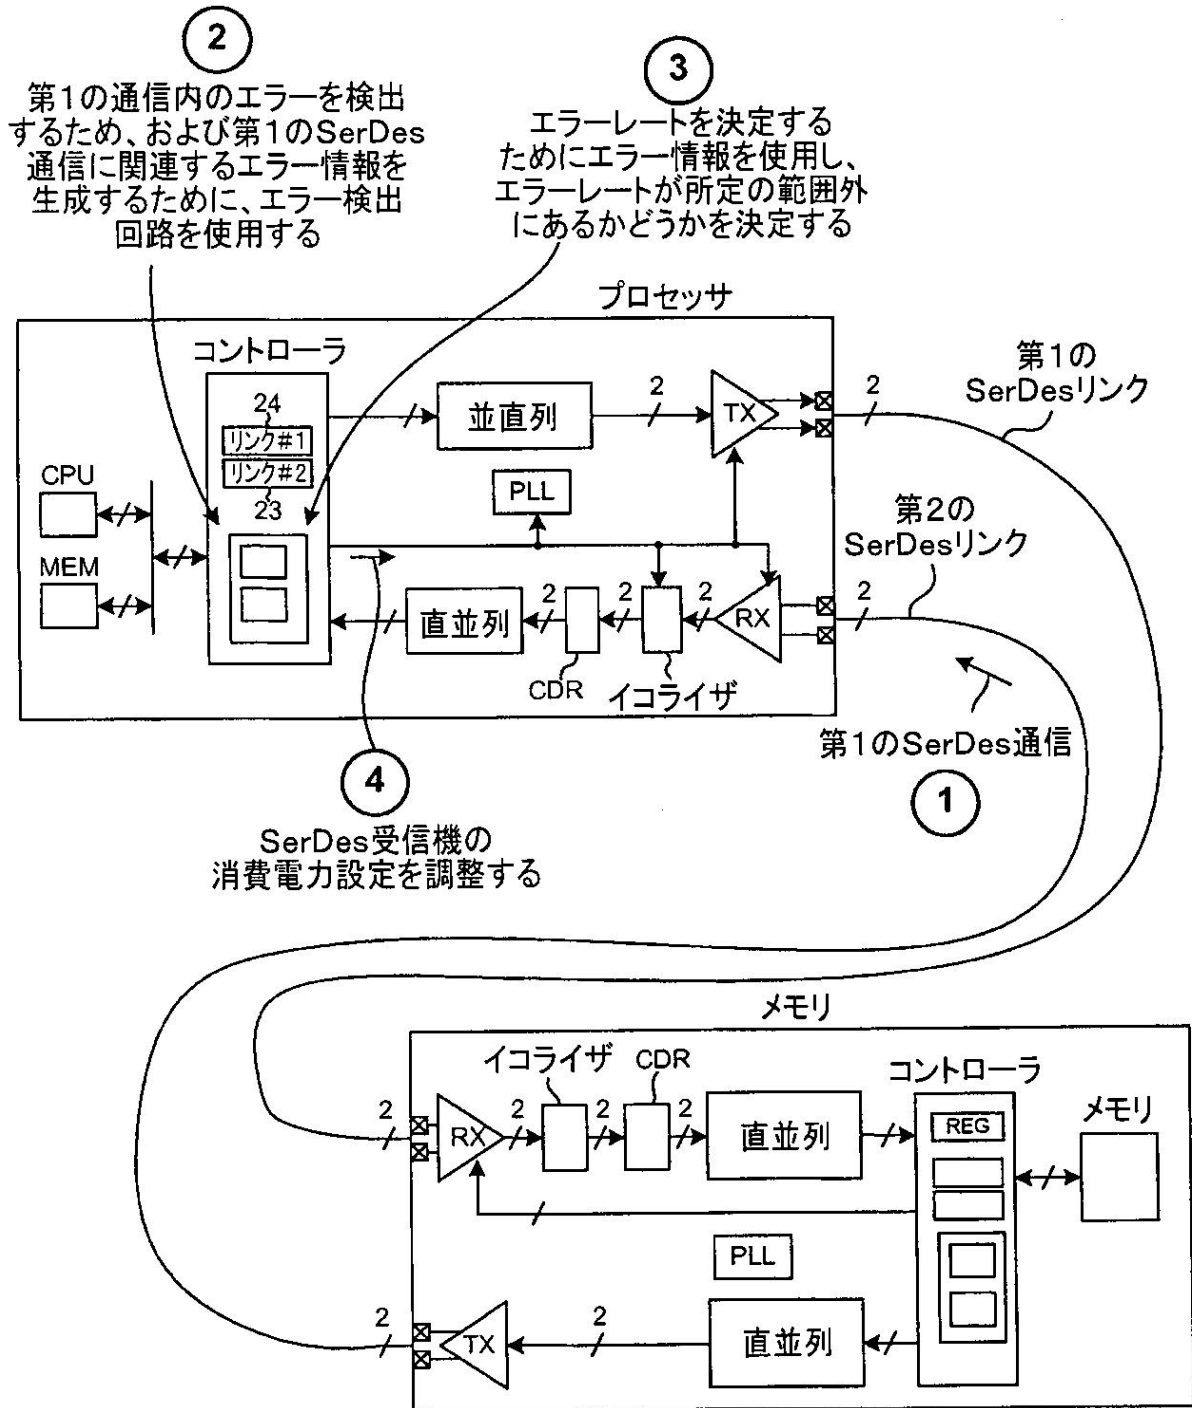 2
第1の通信内のエラーを検出
するため、および第1のSerDes
通信に関連するエラー情報を
生成するために、エラー検出
回路を使用する
3
エラーレートを決定する
ためにエラー情報を使用し、
エラーレートが所定の範囲外
にあるかどうかを決定する
プロセッサ
コントローラ
24
リンク#1
リンク#2
23
CPU
MEM
並直列
2
TX
2
第1の
SerDesリンク
PLL
第2の
SerDesリンク
直並列
2
CDR
2
イコライザ
2
RX
2
第1のSerDes通信
1
4
SerDes受信機の
消費電力設定を調整する
メモリ
2
RX
2
イコライザ
2
CDR
2
直並列
コントローラ
REG
メモリ
PLL
2
TX
2
直並列